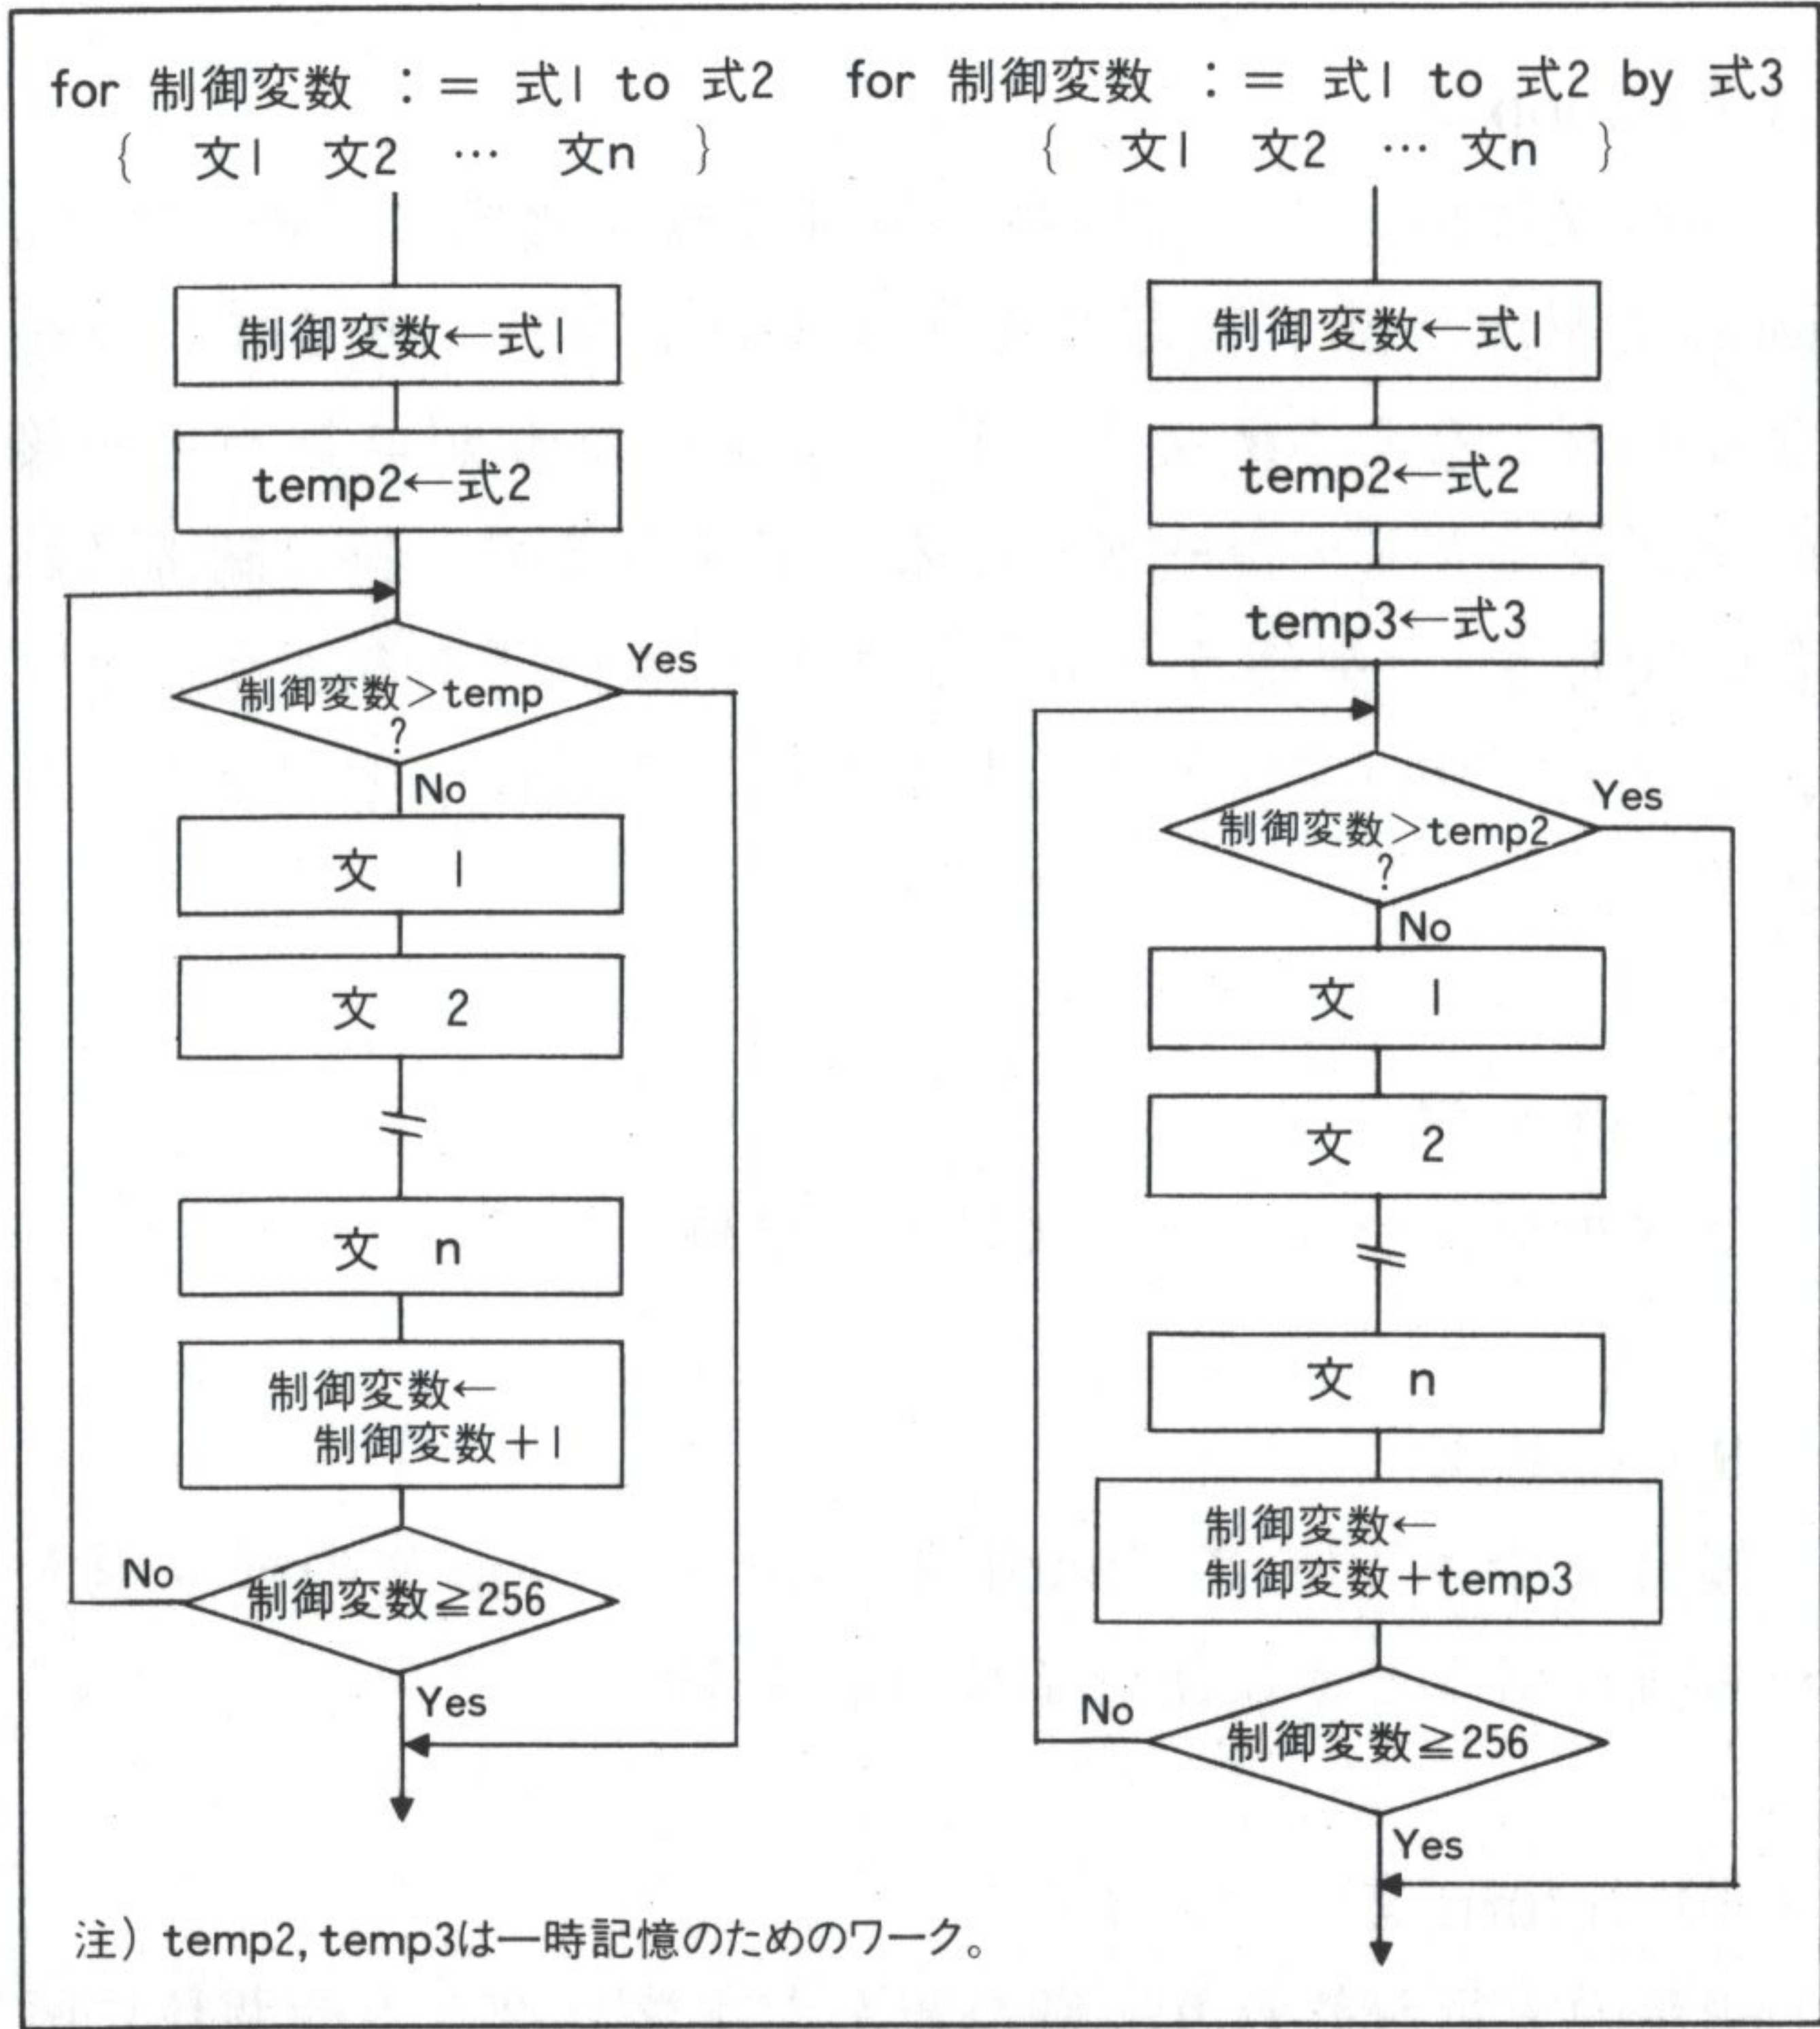 for 制御変数 := 式1 to 式2
{ 文1 文2 … 文n }
制御変数←式1
temp2←式2
制御変数>temp
?
Yes
No
文 1
文 2
文 n
制御変数←
制御変数+1
制御変数≧256
No
Yes
for 制御変数 := 式1 to 式2 by 式3
{ 文1 文2 … 文n }
制御変数←式1
temp2←式2
temp3←式3
制御変数>temp2
?
Yes
No
文 1
文 2
文 n
制御変数←
制御変数+temp3
制御変数≧256
No
Yes
注) temp2, temp3は一時記憶のためのワーク。